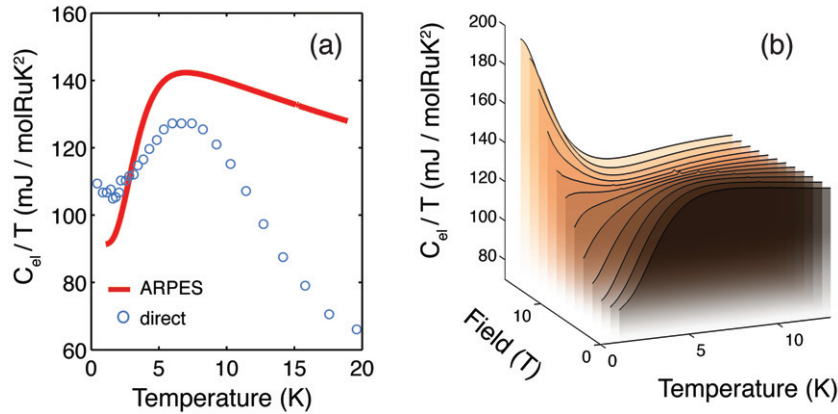 (a)
C_el / T (mJ / molRuK²)
160
140
120
100
80
60
ARPES
direct
0 5 10 15 20
Temperature (K)
(b)
C_el / T (mJ / molRuK²)
200
180
160
140
120
100
80
10
0
Field (T)
0 5 10
Temperature (K)